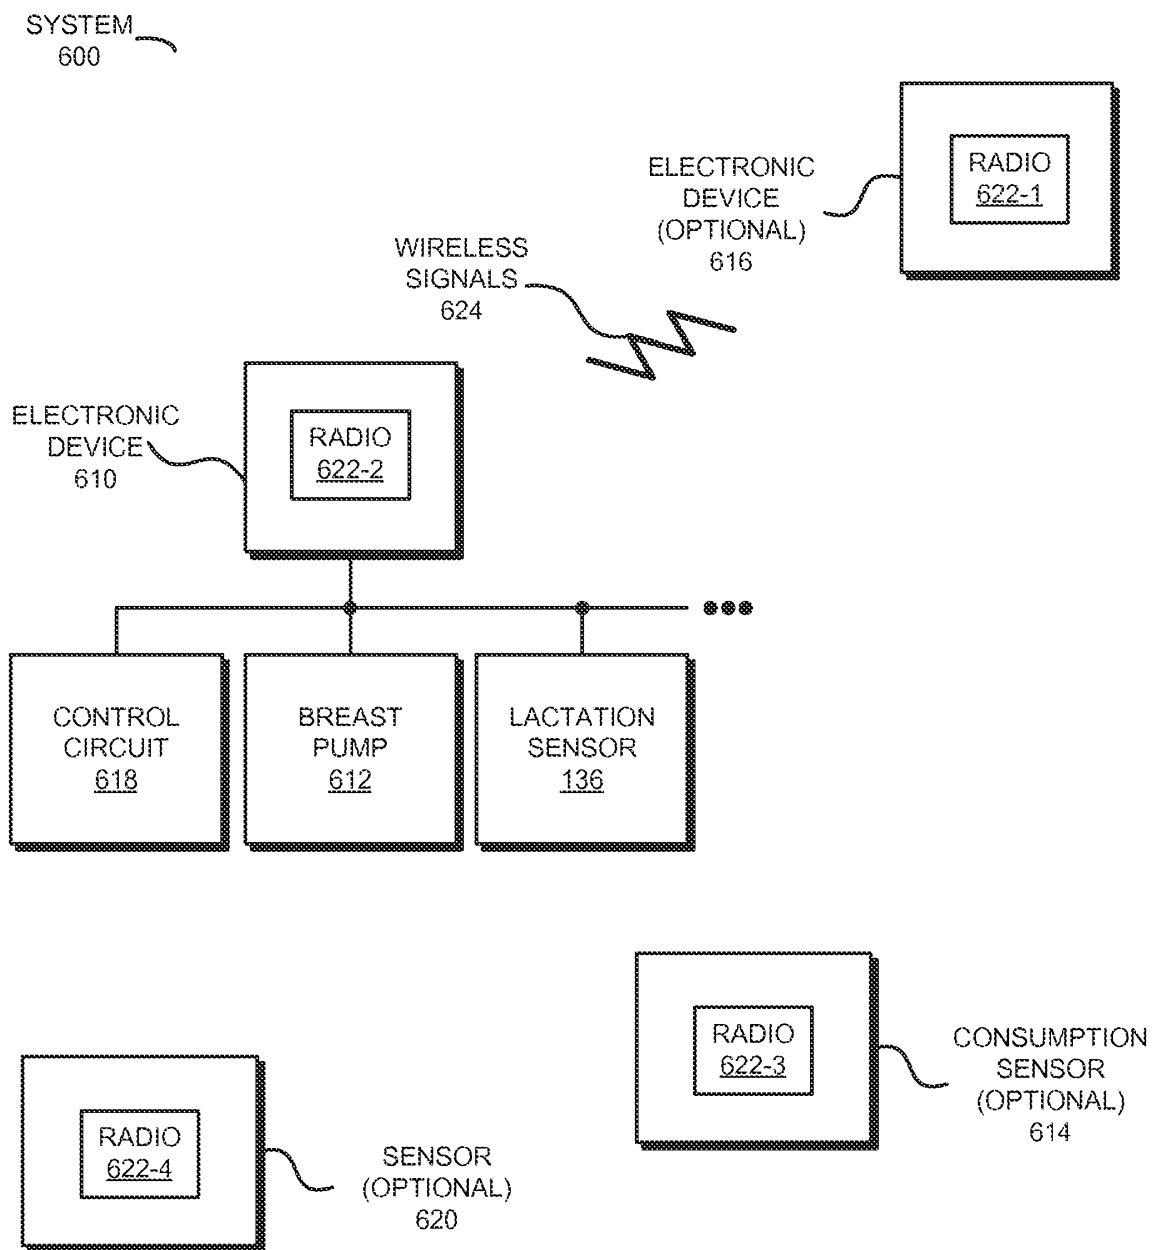 SYSTEM
600
RADIO
622-1
ELECTRONIC
DEVICE
(OPTIONAL)
616
WIRELESS
SIGNALS
624
ELECTRONIC
DEVICE
610
RADIO
622-2
CONTROL
CIRCUIT
618
BREAST
PUMP
612
LACTATION
SENSOR
136
RADIO
622-3
CONSUMPTION
SENSOR
(OPTIONAL)
614
RADIO
622-4
SENSOR
(OPTIONAL)
620